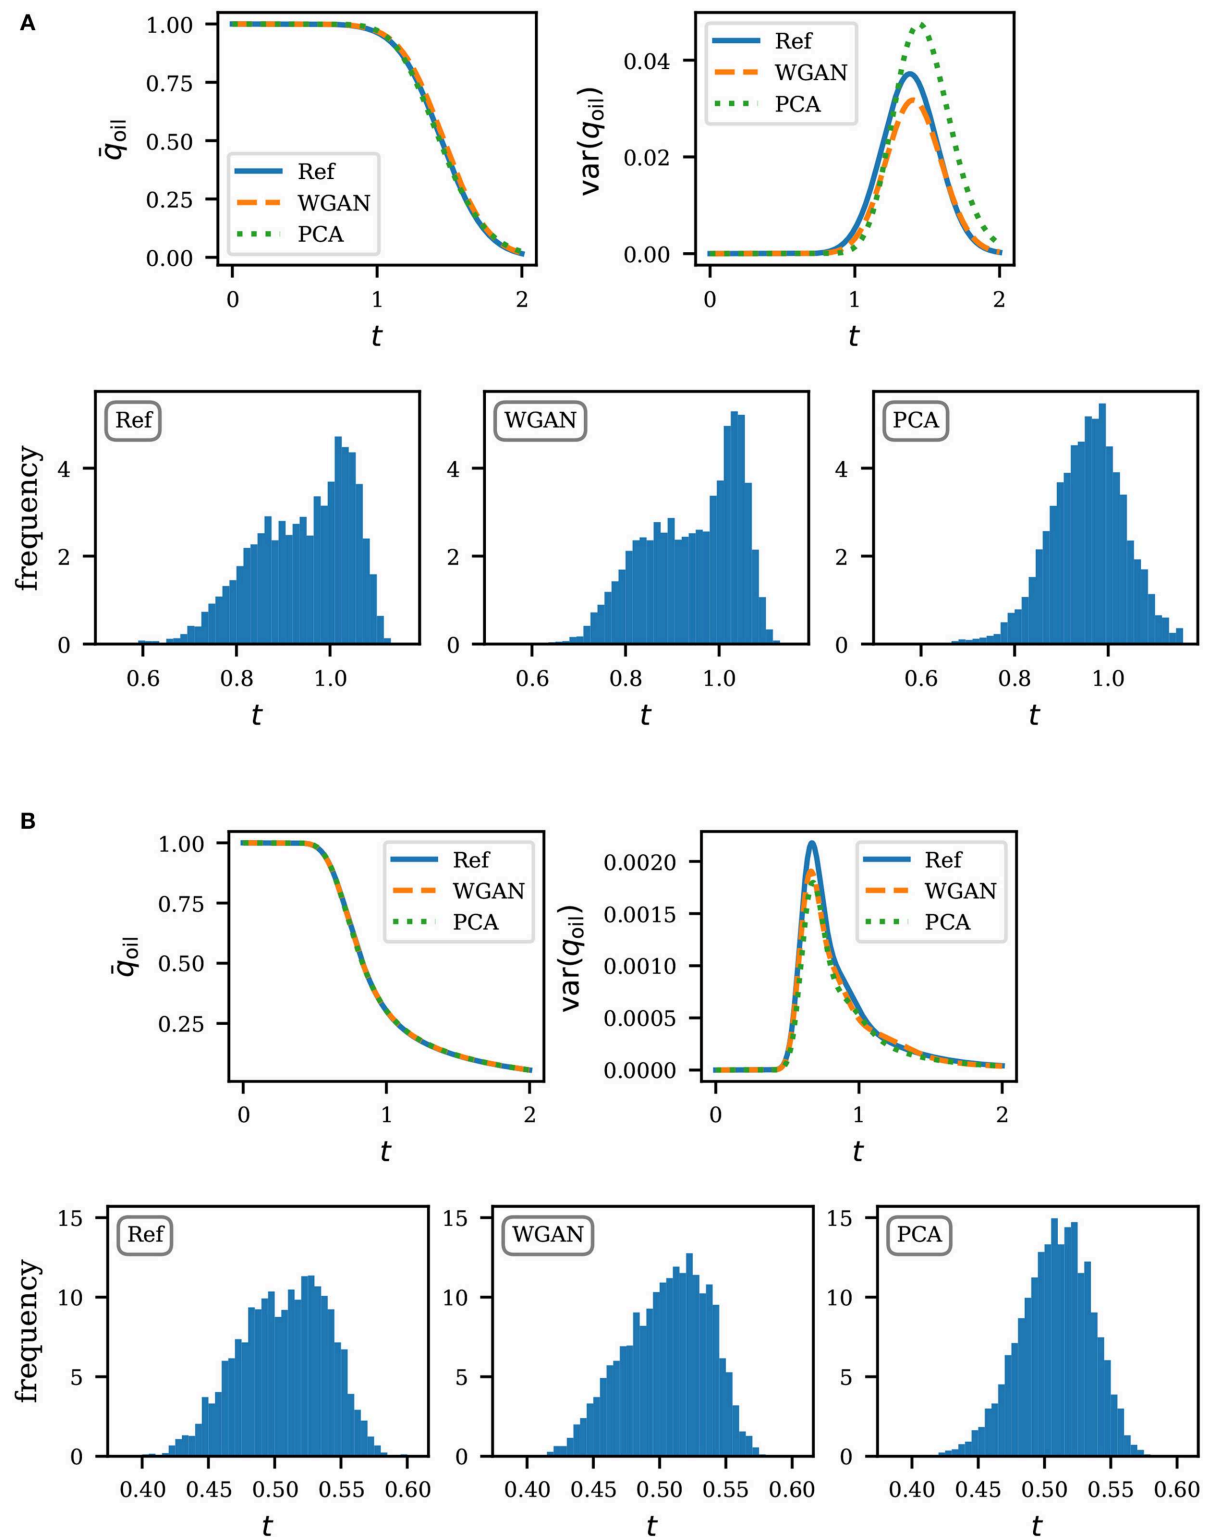 A
1.00
0.75
0.50
0.25
0.00
q̄oil
Ref
WGAN
PCA
0 1 2
t
0.04
0.02
0.00
var(qoil)
Ref
WGAN
PCA
0 1 2
t
frequency
4
2
0
Ref
0.6 0.8 1.0
t
4
2
0
WGAN
0.6 0.8 1.0
t
4
2
0
PCA
0.6 0.8 1.0
t
B
1.00
0.75
0.50
0.25
q̄oil
Ref
WGAN
PCA
0 1 2
t
0.0020
0.0015
0.0010
0.0005
0.0000
var(qoil)
Ref
WGAN
PCA
0 1 2
t
frequency
15
10
5
0
Ref
0.40 0.45 0.50 0.55 0.60
t
15
10
5
0
WGAN
0.40 0.45 0.50 0.55 0.60
t
15
10
5
0
PCA
0.40 0.45 0.50 0.55 0.60
t